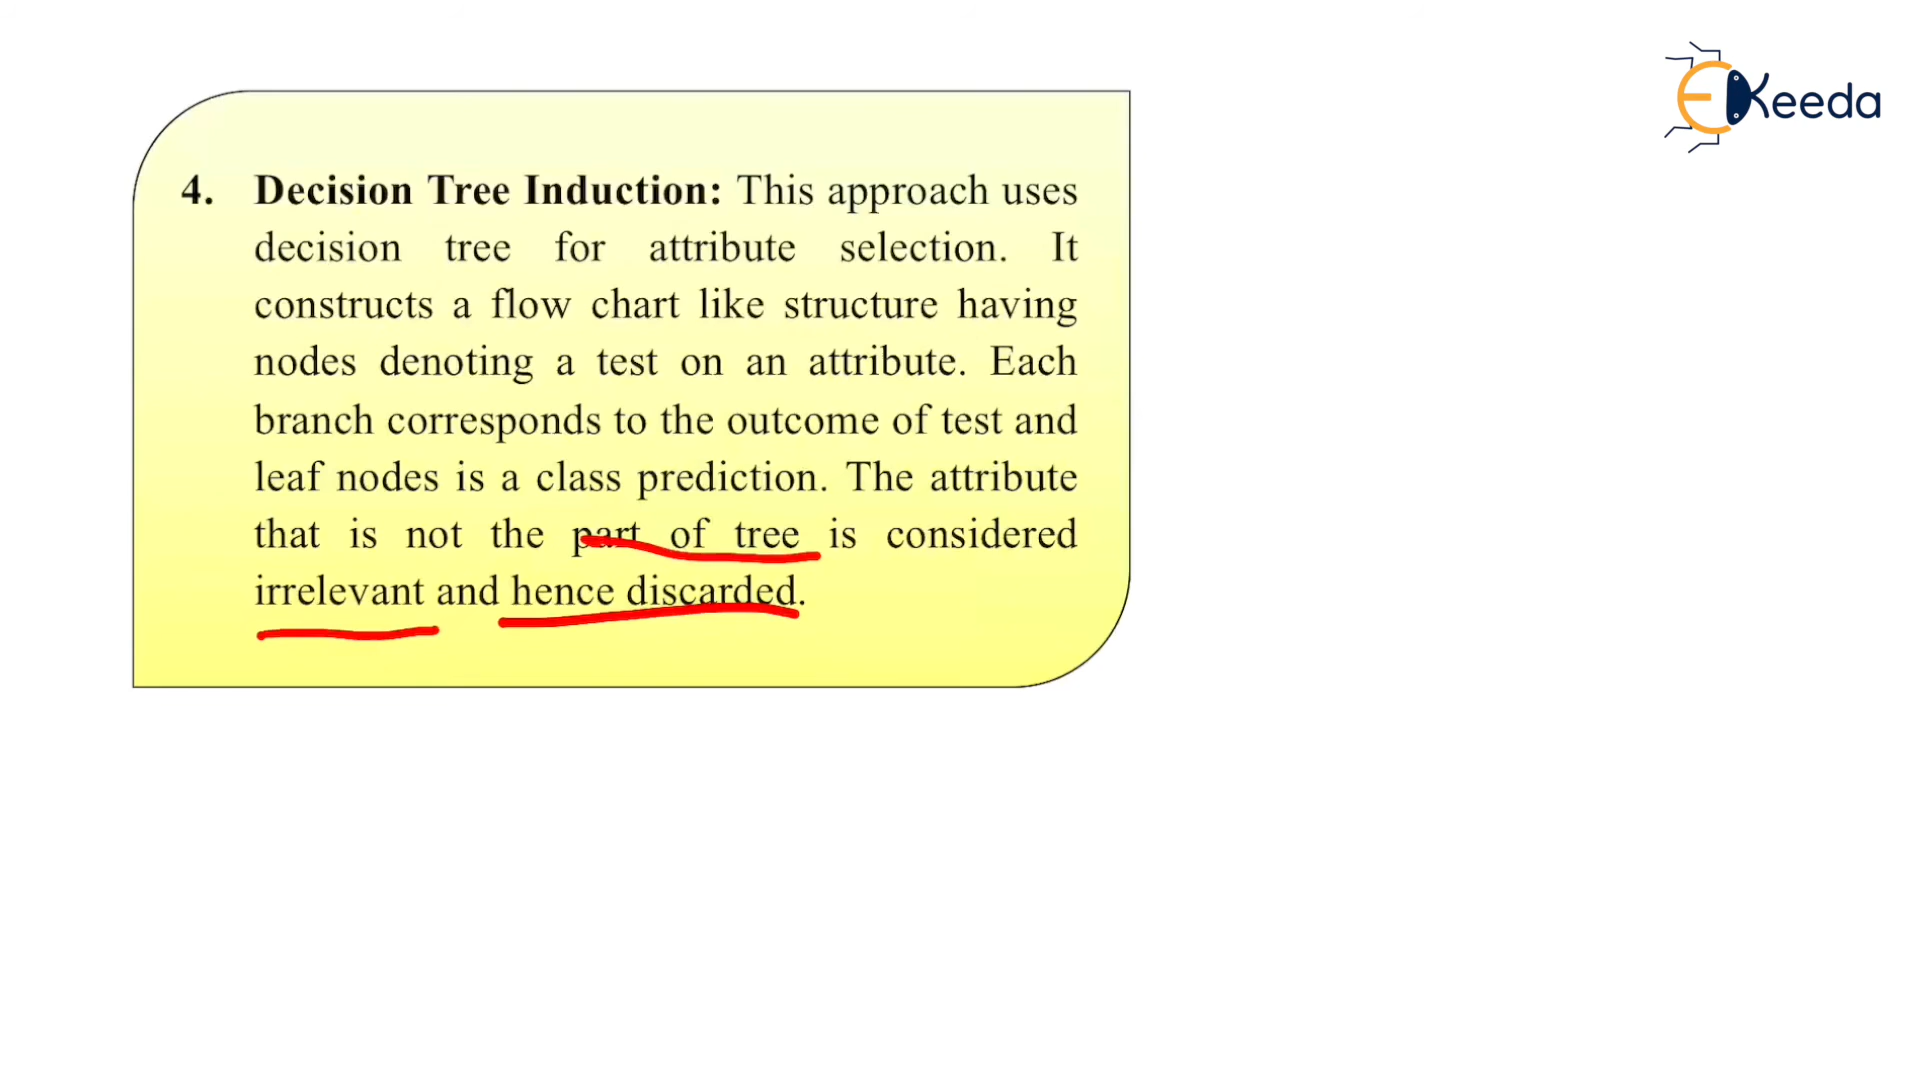 EKeeda
4. Decision Tree Induction: This approach uses
decision tree for attribute selection. It
constructs a flow chart like structure having
nodes denoting a test on an attribute. Each
branch corresponds to the outcome of test and
leaf nodes is a class prediction. The attribute
that is not the part of tree is considered
irrelevant and hence discarded.